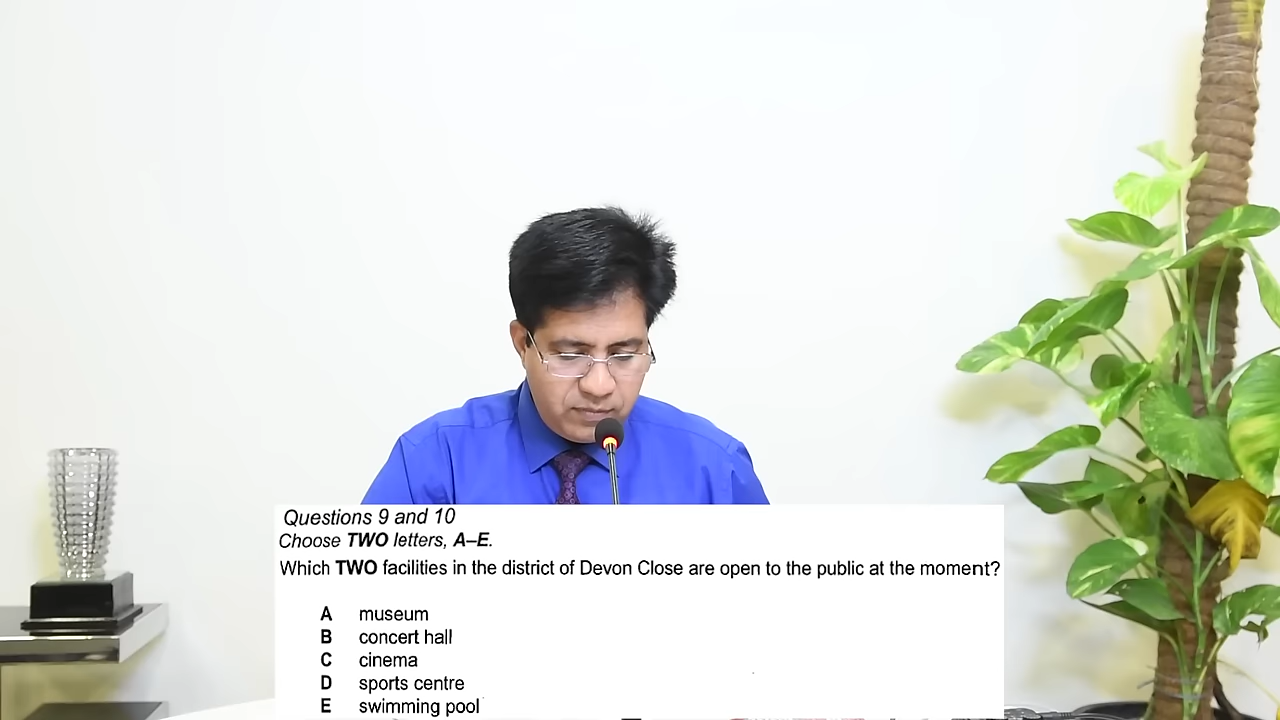 Questions 9 and 10
Choose TWO letters, A–E.
Which TWO facilities in the district of Devon Close are open to the public at the moment?
A museum
B concert hall
C cinema
D sports centre
E swimming pool